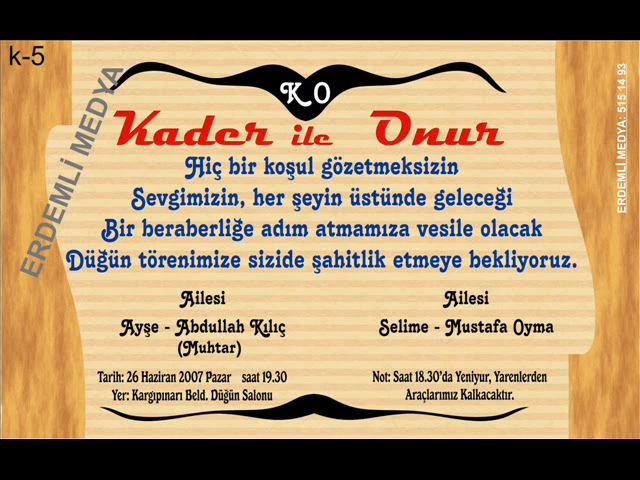 k-5
ERDEMLİ MEDYA
ERDEMLİ MEDYA: 515 14 93
K O
Kader ile Onur
Hiç bir koşul gözetmeksizin
Sevgimizin, her şeyin üstünde geleceği
Bir beraberliğe adım atmamıza vesile olacak
Düğün törenimize sizide şahitlik etmeye bekliyoruz.
Ailesi
Ayşe - Abdullah Kılıç
(Muhtar)
Ailesi
Selime - Mustafa Oyma
Tarih: 26 Haziran 2007 Pazar saat 19.30
Yer: Kargıpınarı Beld. Düğün Salonu
Not: Saat 18.30'da Yeniyur, Yarenlerden
Araçlarımız Kalkacaktır.